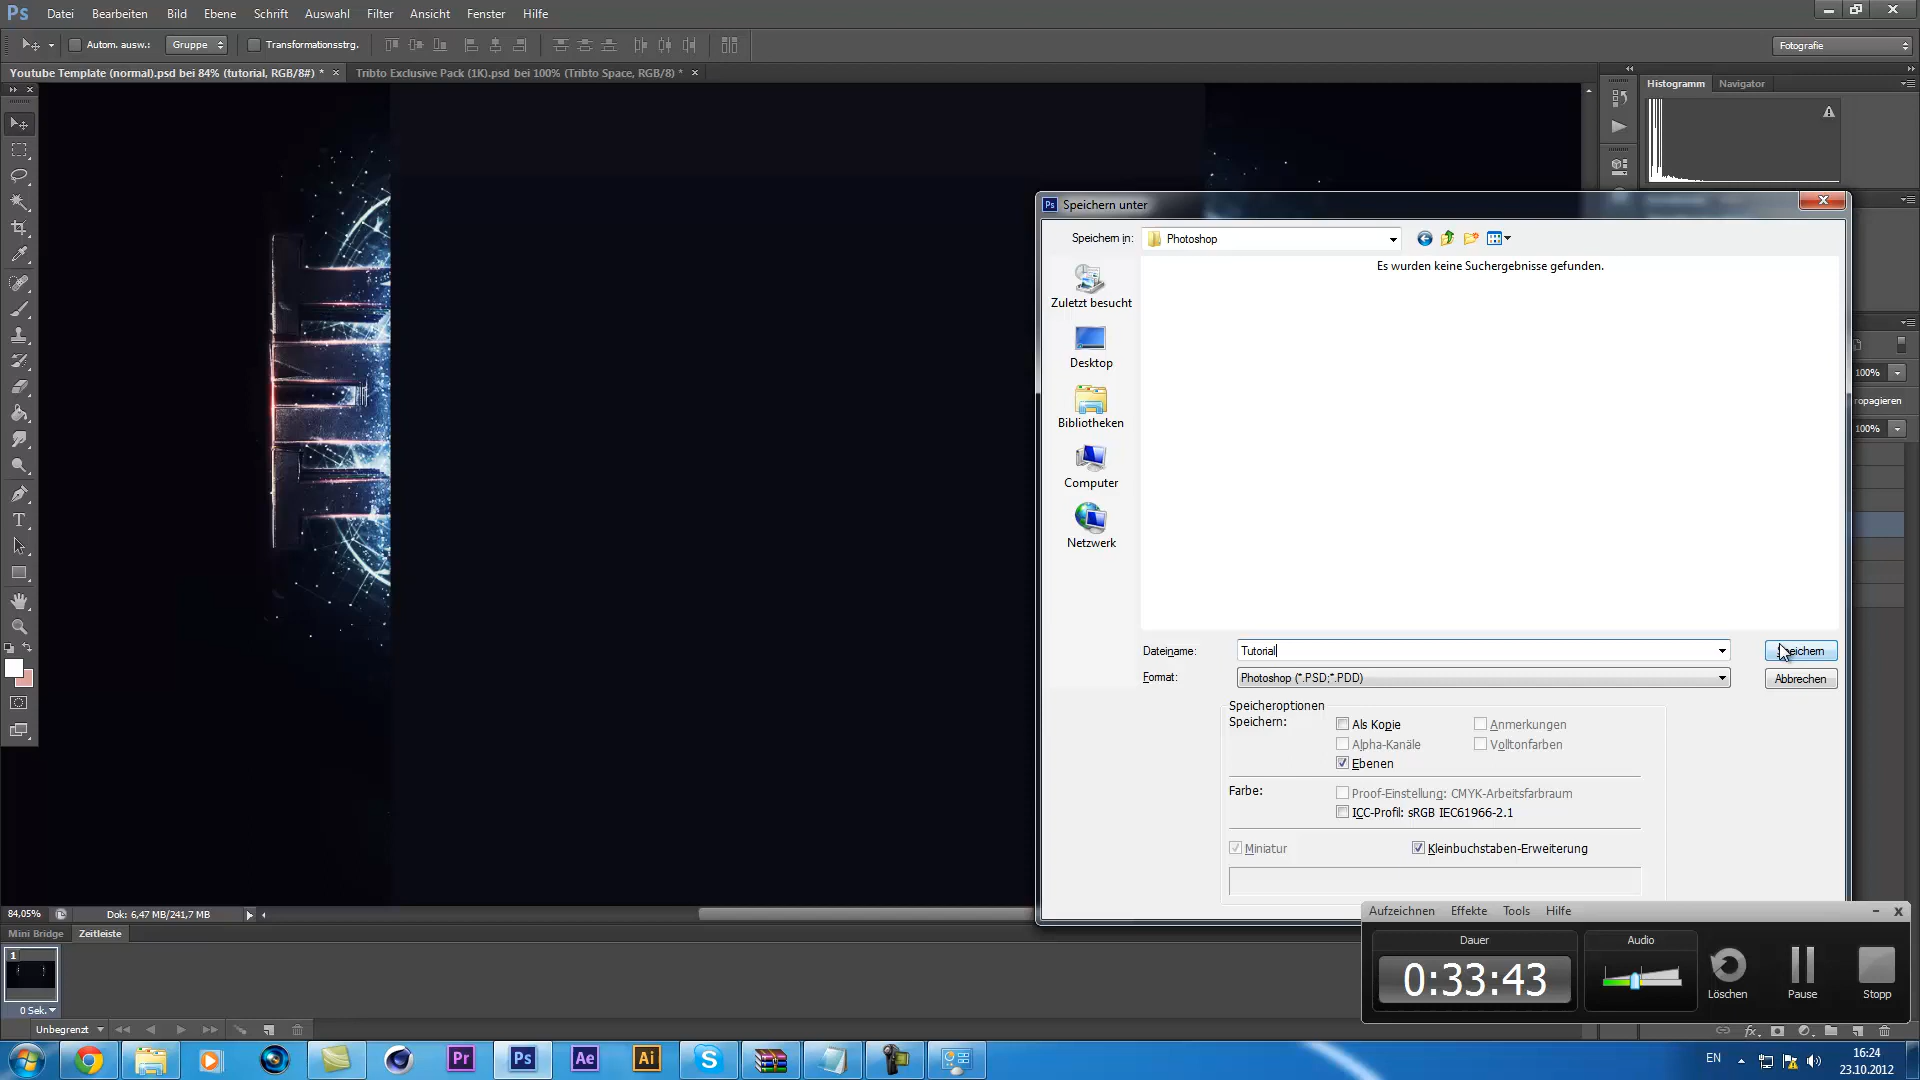 Ps Datei Bearbeiten Bild Ebene Schrift Auswahl Filter Ansicht Fenster Hilfe
Autom. ausw.: Gruppe Transformationsstrg. Fotografie
Youtube Template (normal).psd bei 84% (tutorial, RGB/8#) * × Tribto Exclusive Pack (1K).psd bei 100% (Tribto Space, RGB/8) * ×
Histogramm Navigator
Ps Speichern unter
Speichern in: Photoshop
Es wurden keine Suchergebnisse gefunden.
Zuletzt besucht
Desktop
Bibliotheken
Computer
Netzwerk
100%
100%
Dateiname: Tutorial
Format: Photoshop (*.PSD;*.PDD)
Abbrechen
Speicheroptionen
Speichern: Als Kopie Anmerkungen
Alpha-Kanäle Volltonfarben
Ebenen
Farbe: Proof-Einstellung: CMYK-Arbeitsfarbraum
ICC-Profil: sRGB IEC61966-2.1
Miniatur Kleinbuchstaben-Erweiterung
84,05% Dok: 6,47 MB/241,7 MB
Mini Bridge Zeitleiste
1
0 Sek.
Unbegrenzt
Aufzeichnen Effekte Tools Hilfe
Dauer Audio
0:33:43
Löschen Pause Stopp
Pr Ps Ae Ai
EN 16:24
23.10.2012